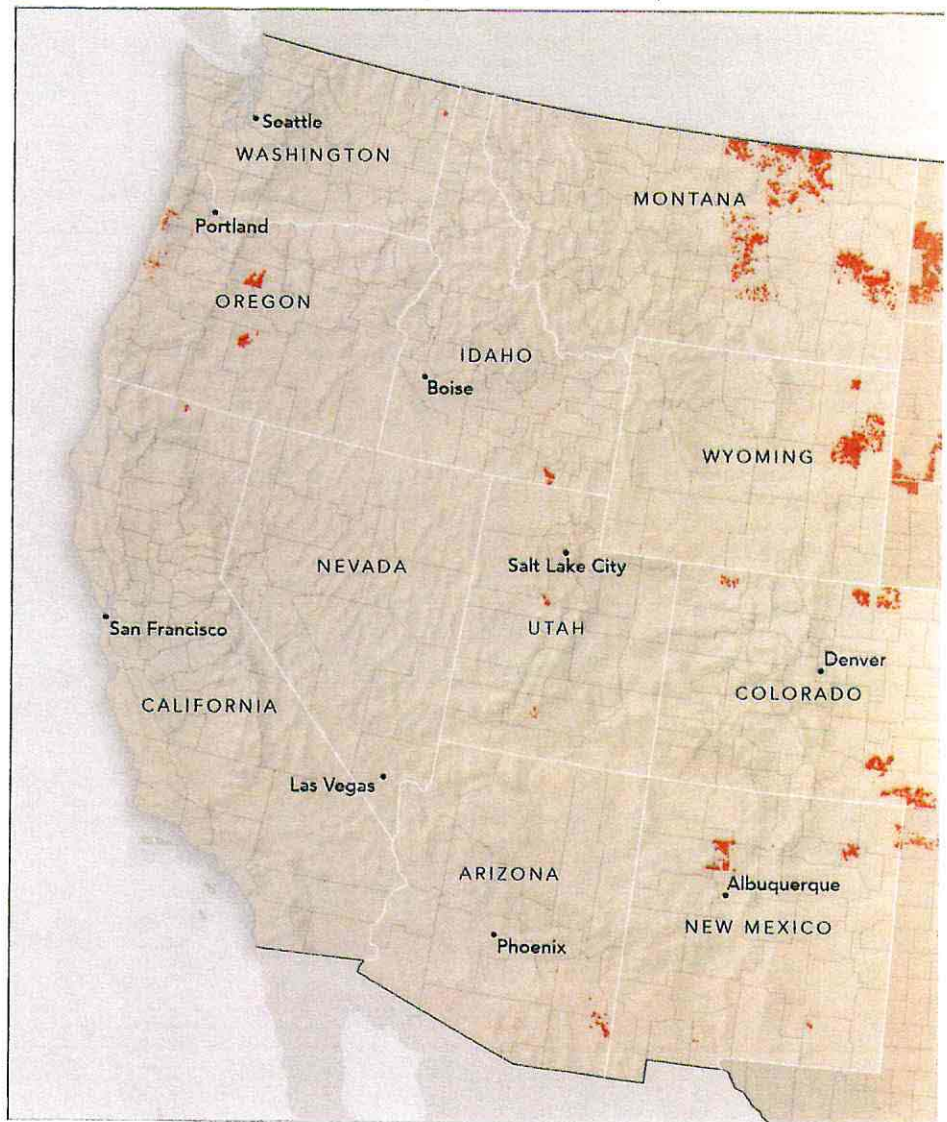 Seattle
WASHINGTON
MONTANA
Portland
OREGON
IDAHO
Boise
WYOMING
NEVADA
Salt Lake City
UTAH
San Francisco
Denver
COLORADO
CALIFORNIA
Las Vegas
ARIZONA
Albuquerque
NEW MEXICO
Phoenix